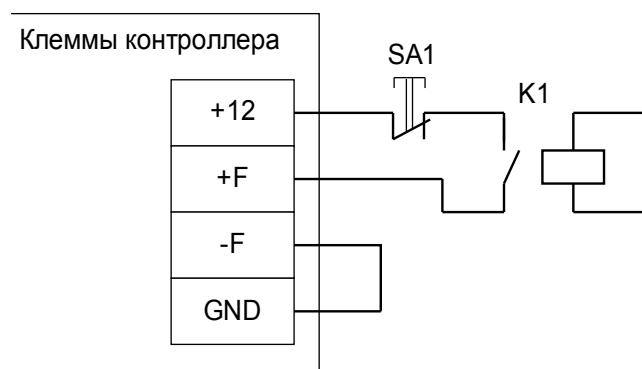 Клеммы контроллера
SA1
K1
+12
+F
-F
GND